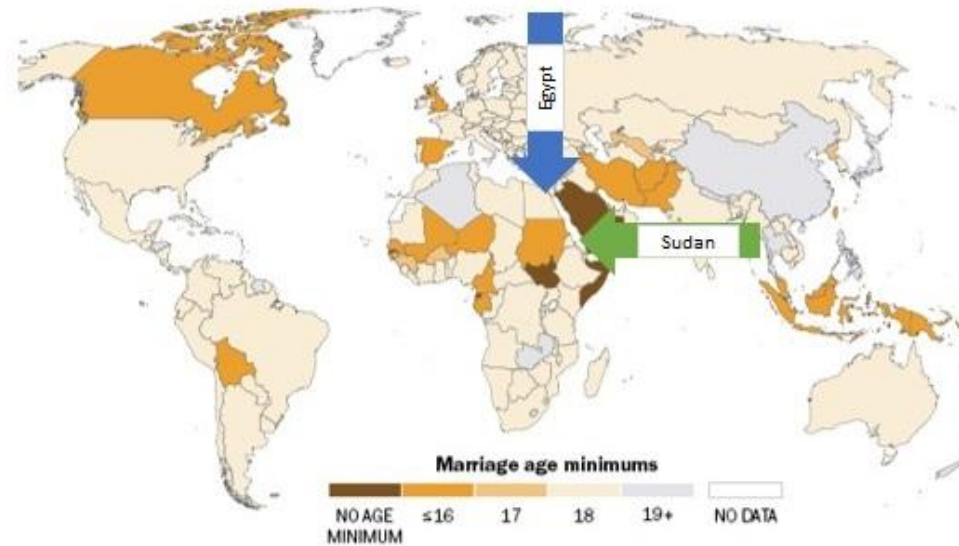 Egypt
Sudan
Marriage age minimums
NO AGE MINIMUM
≤16
17
18
19+
NO DATA